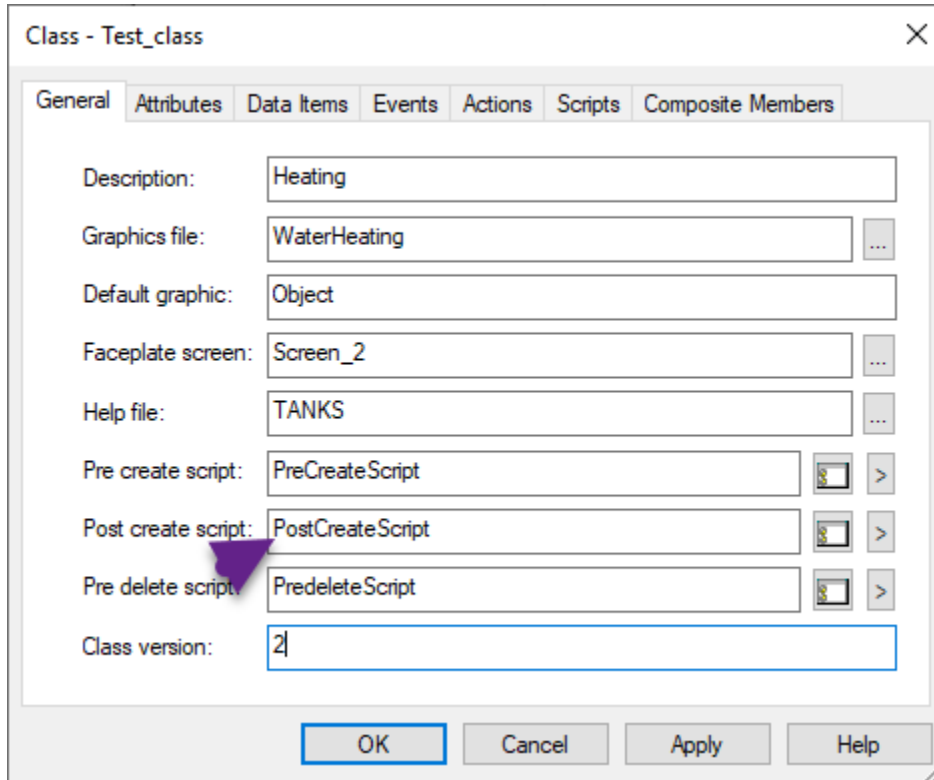 Class - Test_class
General Attributes Data Items Events Actions Scripts Composite Members
Description: Heating
Graphics file: WaterHeating ...
Default graphic: Object
Faceplate screen: Screen_2 ...
Help file: TANKS ...
Pre create script: PreCreateScript >
Post create script: PostCreateScript >
Pre delete script: PredeleteScript >
Class version: 2
OK Cancel Apply Help